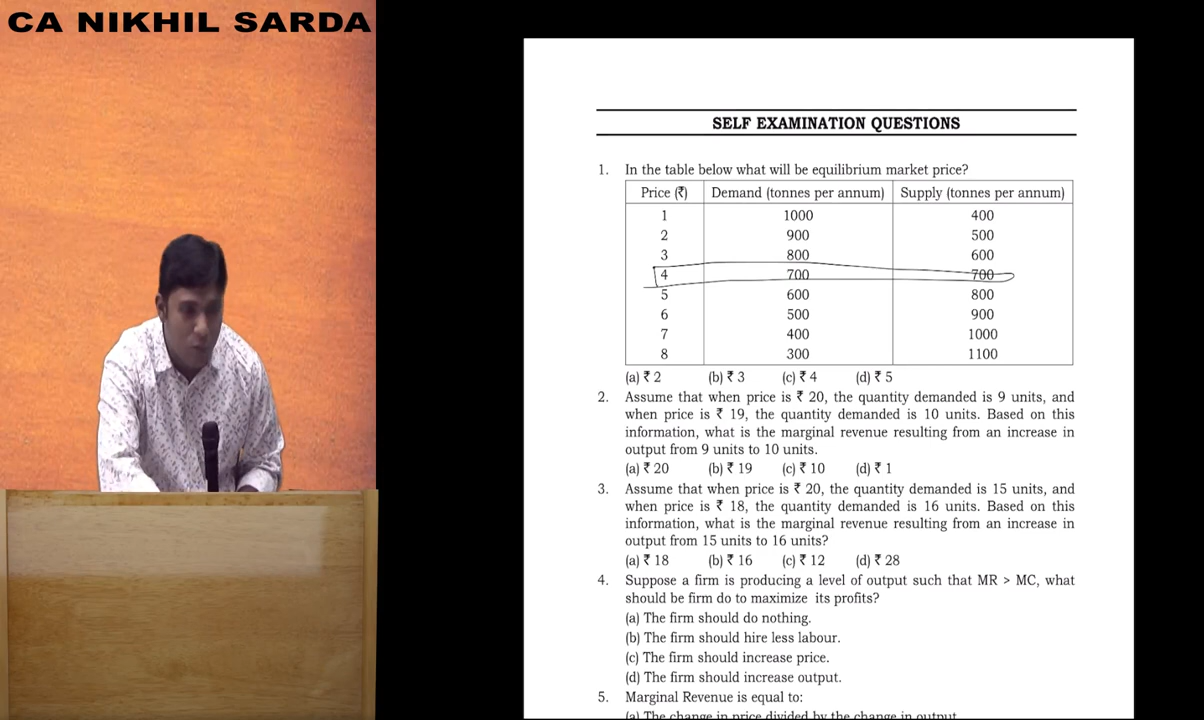 CA NIKHIL SARDA
SELF EXAMINATION QUESTIONS
1. In the table below what will be equilibrium market price?
Price (₹) Demand (tonnes per annum) Supply (tonnes per annum)
1 1000 400
2 900 500
3 800 600
4 700 700
5 600 800
6 500 900
7 400 1000
8 300 1100
(a) ₹ 2 (b) ₹ 3 (c) ₹ 4 (d) ₹ 5
2. Assume that when price is ₹ 20, the quantity demanded is 9 units, and
when price is ₹ 19, the quantity demanded is 10 units. Based on this
information, what is the marginal revenue resulting from an increase in
output from 9 units to 10 units.
(a) ₹ 20 (b) ₹ 19 (c) ₹ 10 (d) ₹ 1
3. Assume that when price is ₹ 20, the quantity demanded is 15 units, and
when price is ₹ 18, the quantity demanded is 16 units. Based on this
information, what is the marginal revenue resulting from an increase in
output from 15 units to 16 units?
(a) ₹ 18 (b) ₹ 16 (c) ₹ 12 (d) ₹ 28
4. Suppose a firm is producing a level of output such that MR > MC, what
should be firm do to maximize its profits?
(a) The firm should do nothing.
(b) The firm should hire less labour.
(c) The firm should increase price.
(d) The firm should increase output.
5. Marginal Revenue is equal to:
(a) The change in price divided by the change in output